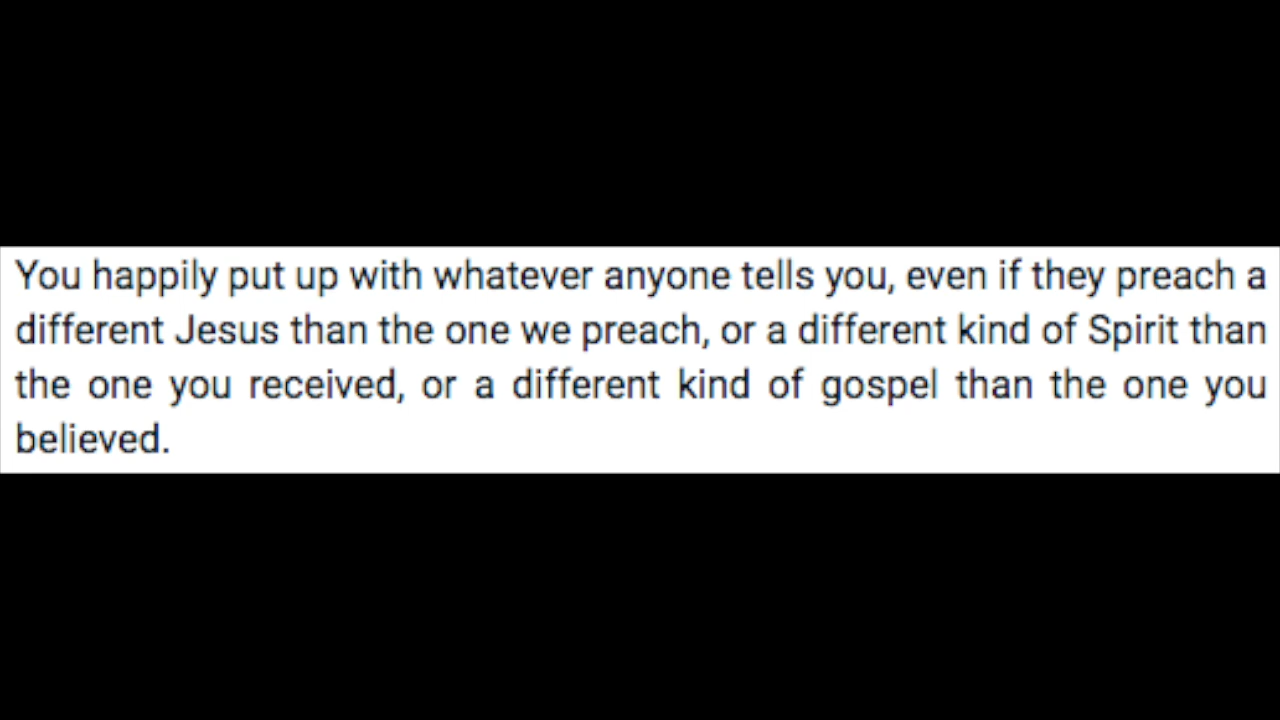 You happily put up with whatever anyone tells you, even if they preach a
different Jesus than the one we preach, or a different kind of Spirit than
the one you received, or a different kind of gospel than the one you
believed.